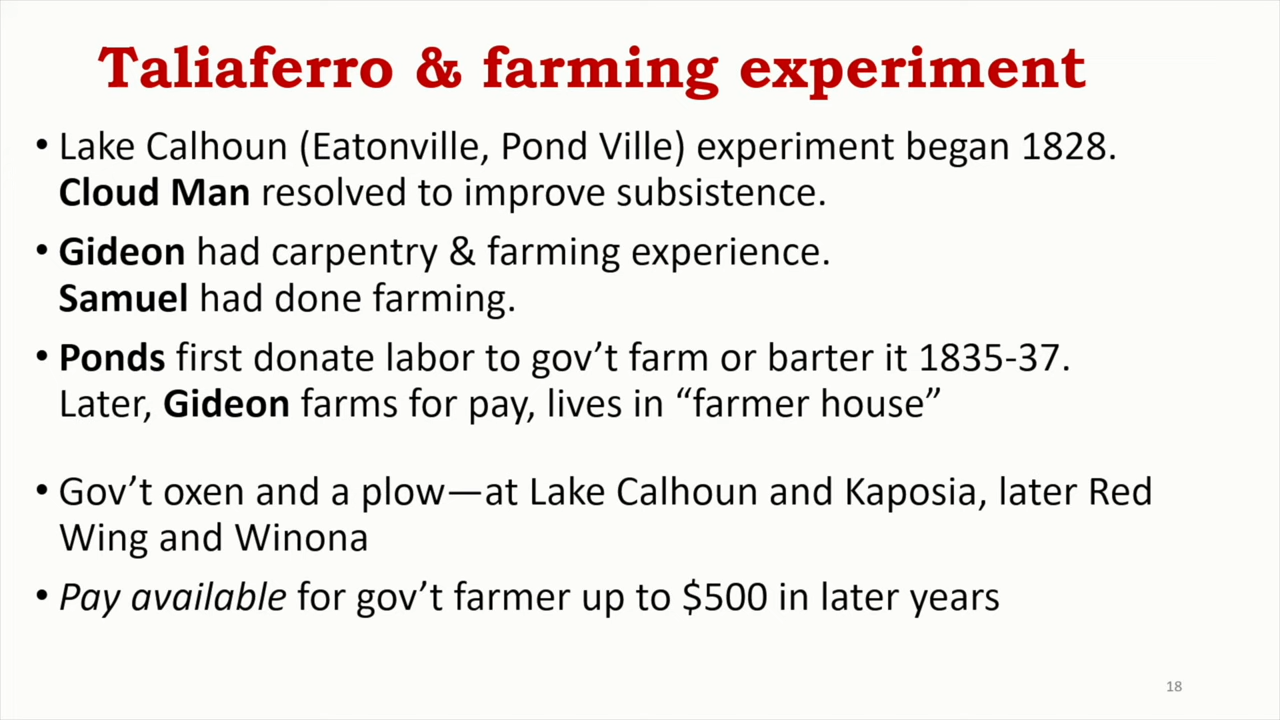 Taliaferro & farming experiment
• Lake Calhoun (Eatonville, Pond Ville) experiment began 1828.
Cloud Man resolved to improve subsistence.
• Gideon had carpentry & farming experience.
Samuel had done farming.
• Ponds first donate labor to gov’t farm or barter it 1835-37.
Later, Gideon farms for pay, lives in “farmer house”
• Gov’t oxen and a plow—at Lake Calhoun and Kaposia, later Red
Wing and Winona
• Pay available for gov’t farmer up to $500 in later years
18